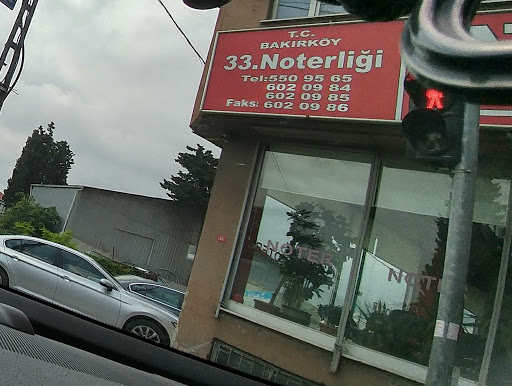 T.C.
BAKIRKÖY
33.Noterliği
Tel:550 95 65
602 09 84
602 09 85
Faks: 602 09 86
NOTER
NOTE